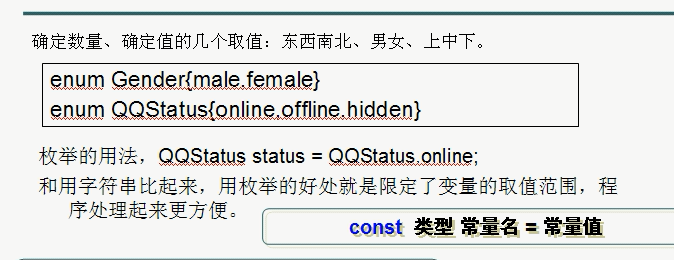 确定数量、确定值的几个取值：东西南北、男女、上中下。
enum Gender{male,female}
enum QQStatus{online,offline,hidden}
枚举的用法，QQStatus status = QQStatus.online;
和用字符串比起来，用枚举的好处就是限定了变量的取值范围，程
序处理起来更方便。
const 类型 常量名 = 常量值